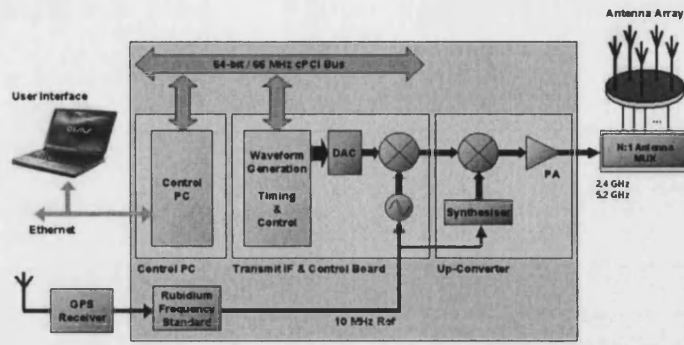 Antenna Array
64-bit / 66 MHz cPCI Bus
User Interface
Control
PC
Waveform
Generation
Timing
&
Control
DAC
PA
N:1 Antenna
MUX
2.4 GHz
5.2 GHz
Synthesiser
Ethernet
Control PC
Transmit IF & Control Board
Up-Converter
GPS
Receiver
Rubidium
Frequency
Standard
10 MHz Ref